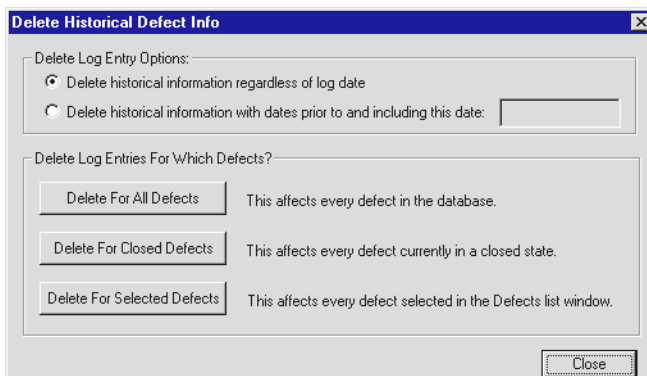 Delete Historical Defect Info
Delete Log Entry Options:
Delete historical information regardless of log date
Delete historical information with dates prior to and including this date:
Delete Log Entries For Which Defects?
Delete For All Defects This affects every defect in the database.
Delete For Closed Defects This affects every defect currently in a closed state.
Delete For Selected Defects This affects every defect selected in the Defects list window.
Close